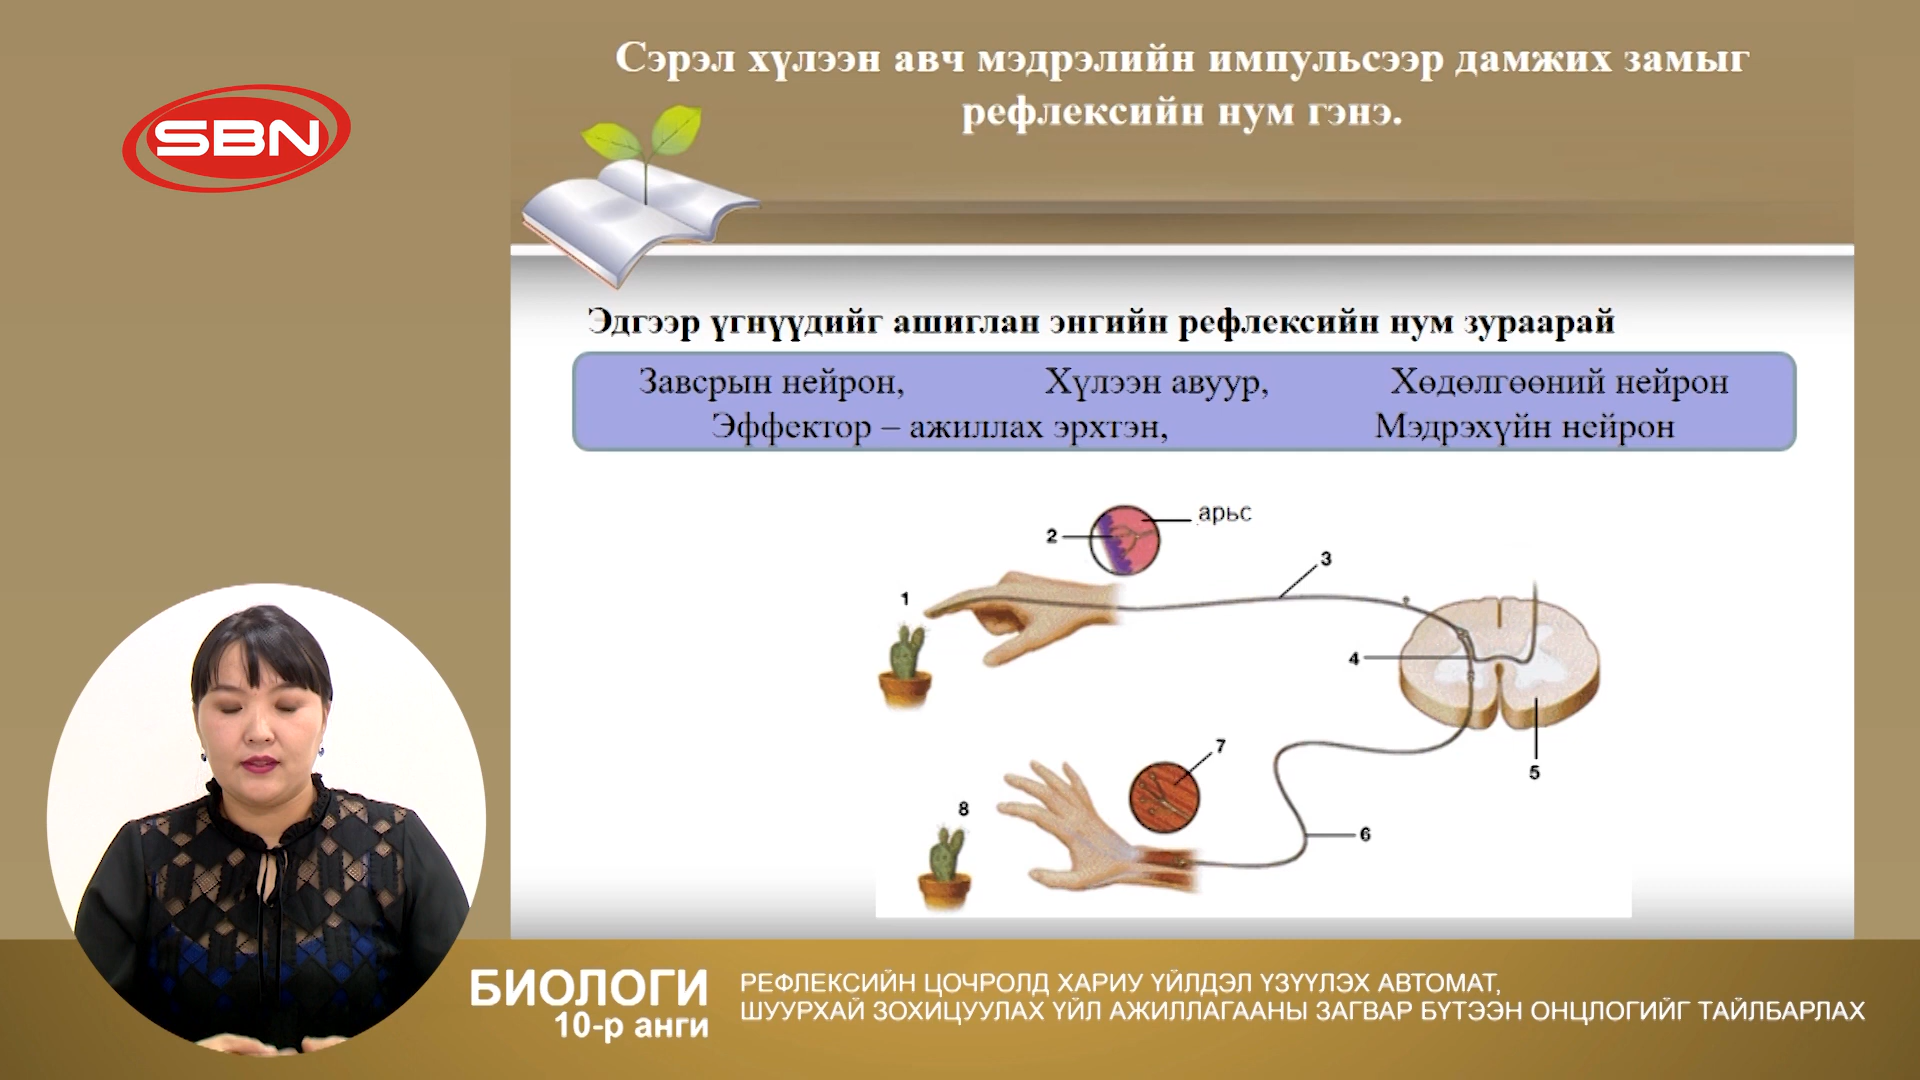 SBN
Сэрэл хүлээн авч мэдрэлийн импульсээр дамжих замыг
рефлексийн нум гэнэ.
Эдгээр үгнүүдийг ашиглан энгийн рефлексийн нум зураарай
Завсрын нейрон, Хүлээн авуур, Хөдөлгөөний нейрон
Эффектор – ажиллах эрхтэн, Мэдрэхүйн нейрон
арьс
2
3
1
4
7
5
8
6
БИОЛОГИ
10-р анги
РЕФЛЕКСИЙН ЦОЧРОЛД ХАРИУ ҮЙЛДЭЛ ҮЗҮҮЛЭХ АВТОМАТ,
ШУУРХАЙ ЗОХИЦУУЛАХ ҮЙЛ АЖИЛЛАГААНЫ ЗАГВАР БҮТЭЭН ОНЦЛОГИЙГ ТАЙЛБАРЛАХ